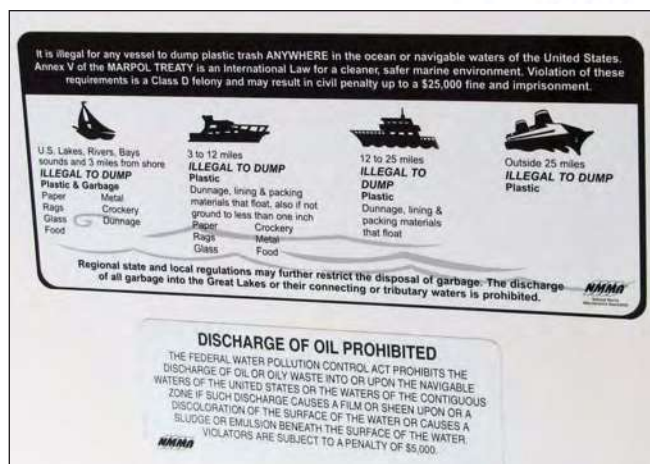 It is illegal for any vessel to dump plastic trash ANYWHERE in the ocean or navigable waters of the United States.
Annex V of the MARPOL TREATY is an International Law for a cleaner, safer marine environment. Violation of these
requirements is a Class D felony and may result in civil penalty up to a $25,000 fine and imprisonment.
U.S. Lakes, Rivers, Bays
sounds and 3 miles from shore
ILLEGAL TO DUMP
Plastic & Garbage
Paper Metal
Rags Crockery
Glass Dunnage
Food
3 to 12 miles
ILLEGAL TO DUMP
Plastic
Dunnage, lining & packing
materials that float, also if not
ground to less than one inch
Paper Crockery
Rags Metal
Glass Food
12 to 25 miles
ILLEGAL TO
DUMP
Plastic
Dunnage, lining &
packing materials
that float
Outside 25 miles
ILLEGAL TO DUMP
Plastic
Regional state and local regulations may further restrict the disposal of garbage. The discharge
of all garbage into the Great Lakes or their connecting or tributary waters is prohibited.
NMMA
DISCHARGE OF OIL PROHIBITED
THE FEDERAL WATER POLLUTION CONTROL ACT PROHIBITS THE
DISCHARGE OF OIL OR OILY WASTE INTO OR UPON THE NAVIGABLE
WATERS OF THE UNITED STATES OR THE WATERS OF THE CONTIGUOUS
ZONE IF SUCH DISCHARGE CAUSES A FILM OR SHEEN UPON OR A
DISCOLORATION OF THE SURFACE OF THE WATER OR CAUSES A
SLUDGE OR EMULSION BENEATH THE SURFACE OF THE WATER.
VIOLATORS ARE SUBJECT TO A PENALTY OF $5,000.
NMMA